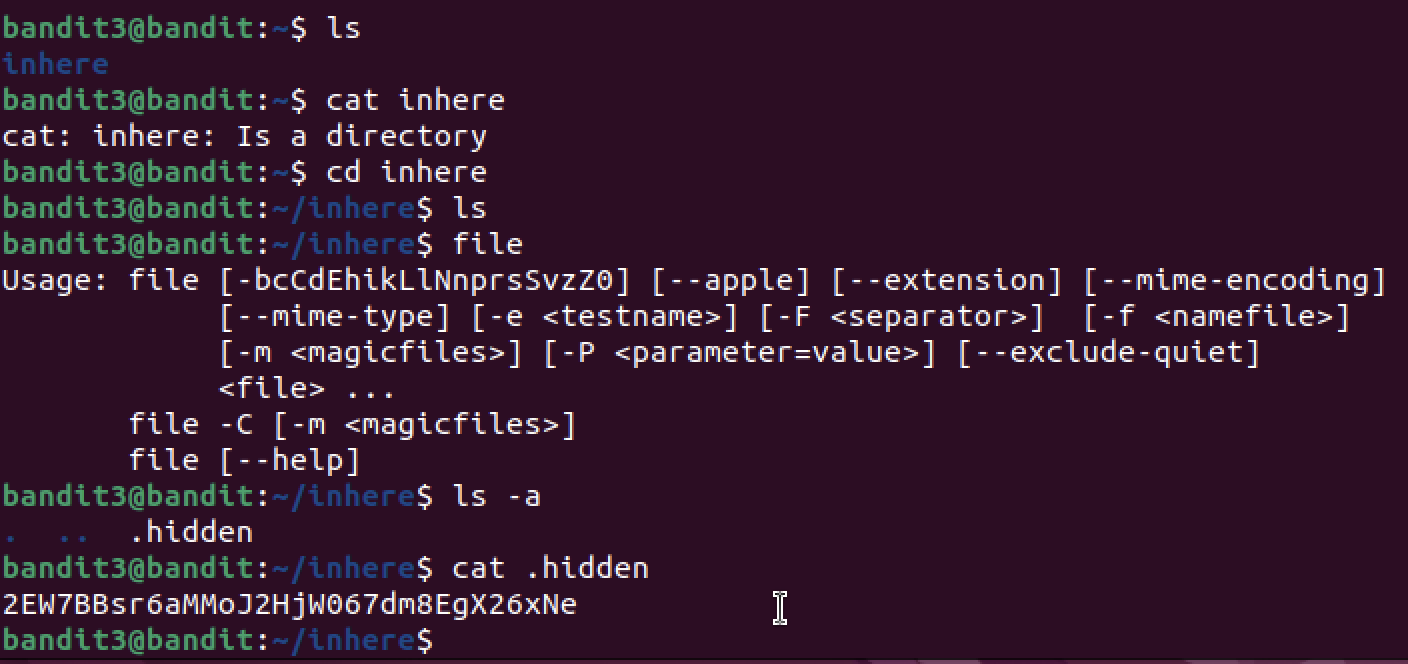 bandit3@bandit:~$ ls
inhere
bandit3@bandit:~$ cat inhere
cat: inhere: Is a directory
bandit3@bandit:~$ cd inhere
bandit3@bandit:~/inhere$ ls
bandit3@bandit:~/inhere$ file
Usage: file [-bcCdEhikLlNnprsSvzZ0] [--apple] [--extension] [--mime-encoding]
            [--mime-type] [-e <testname>] [-F <separator>]  [-f <namefile>]
            [-m <magicfiles>] [-P <parameter=value>] [--exclude-quiet]
            <file> ...
       file -C [-m <magicfiles>]
       file [--help]
bandit3@bandit:~/inhere$ ls -a
.  ..  .hidden
bandit3@bandit:~/inhere$ cat .hidden
2EW7BBsr6aMMoJ2HjW067dm8EgX26xNe
bandit3@bandit:~/inhere$